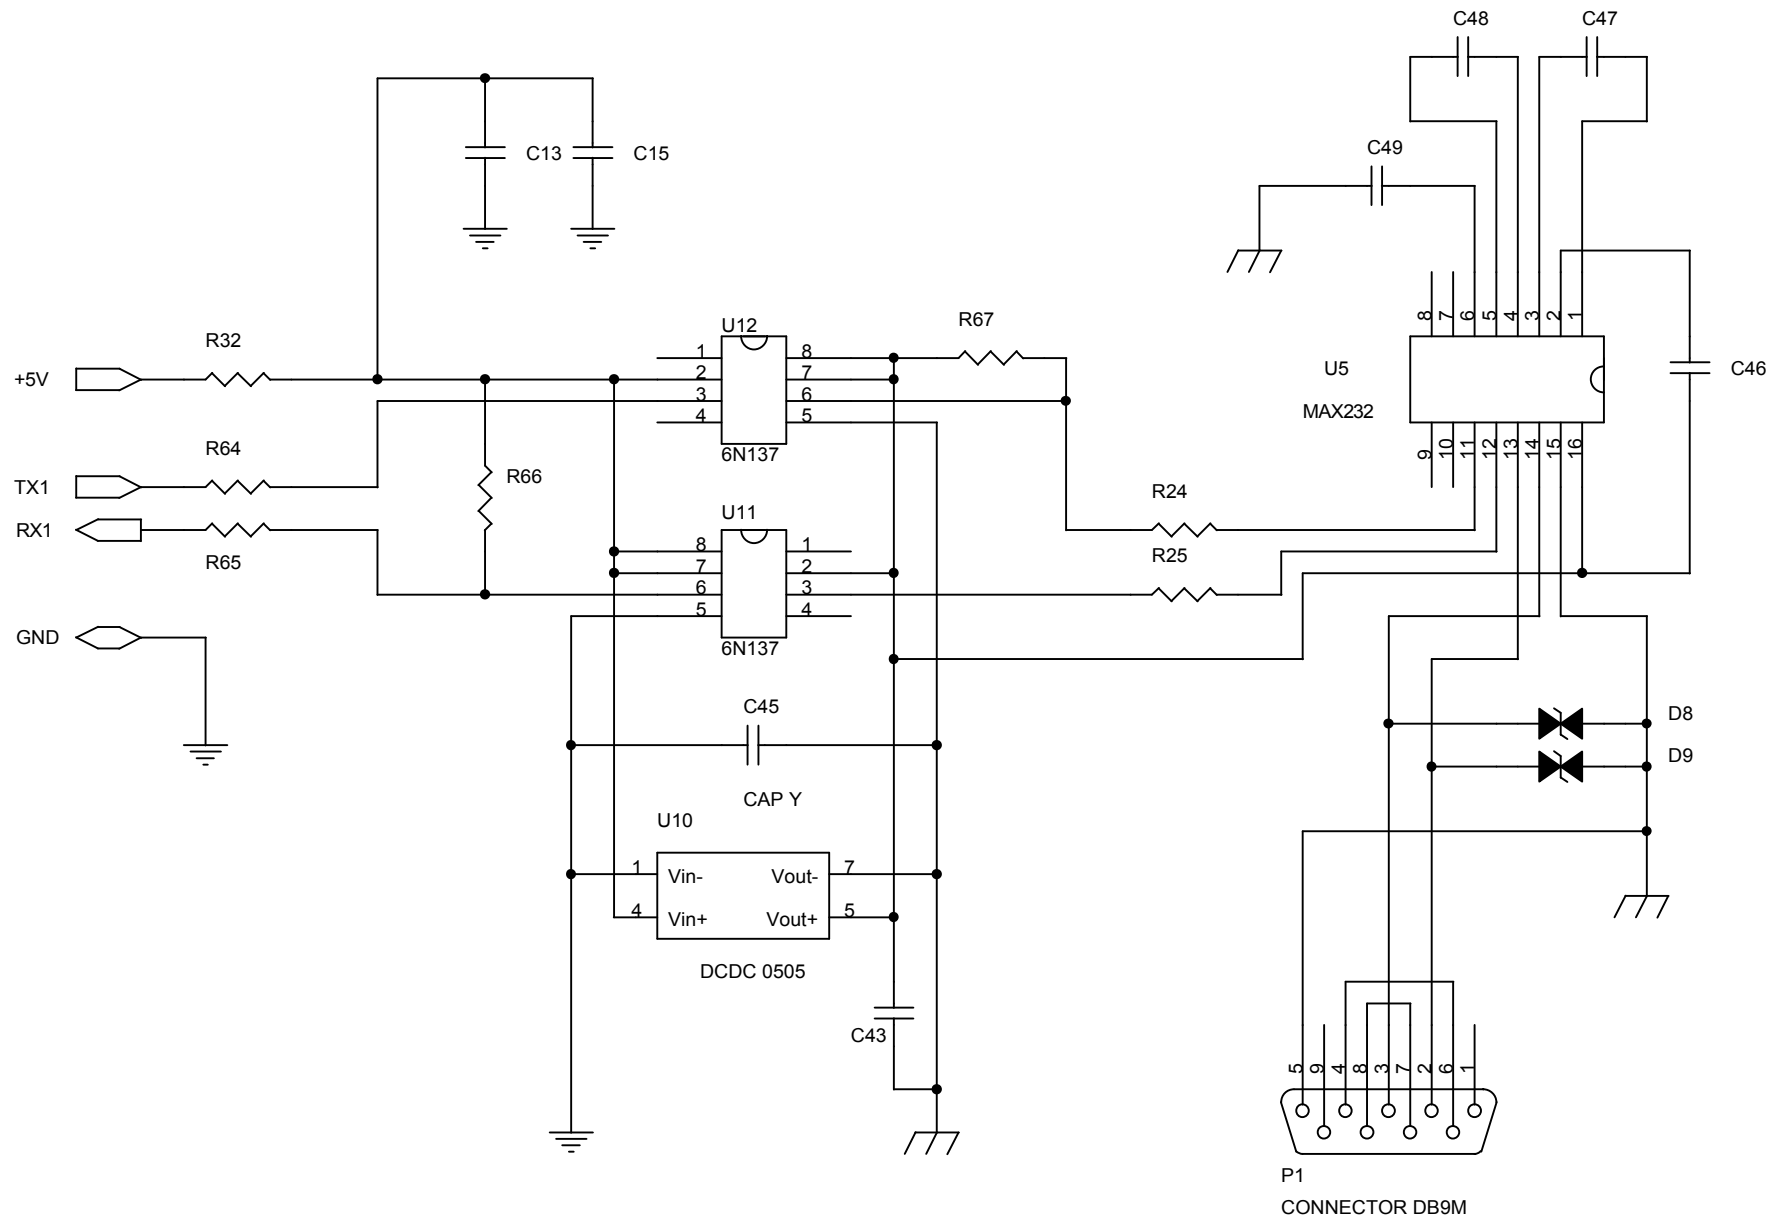 C48
C47
C13
C15
C49
8
7
6
5
4
3
2
1
U12
R67
R32
1
2
3
4
8
7
6
5
+5V
U5
MAX232
C46
6N137
9
10
11
12
13
14
15
16
R64
TX1
R66
R24
U11
RX1
R65
8
7
6
5
1
2
3
4
R25
GND
6N137
C45
D8
D9
CAP Y
U10
1
Vin-
Vout-
7
4
Vin+
Vout+
5
DCDC 0505
C43
5
9
4
8
3
7
2
6
1
P1
CONNECTOR DB9M